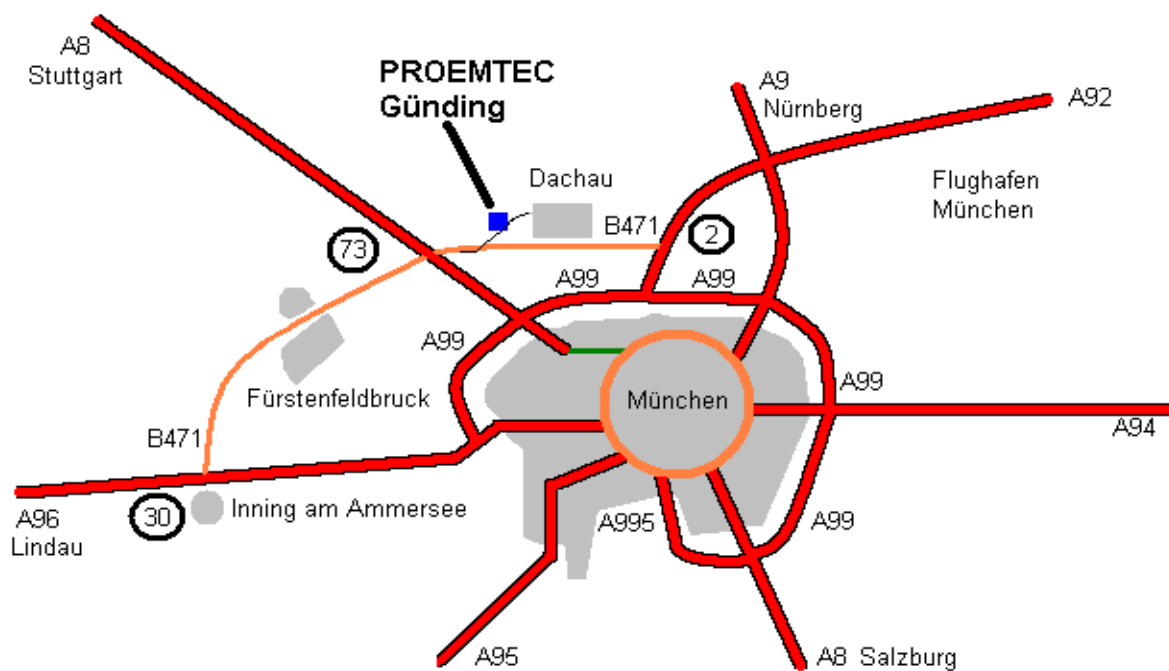 A8
Stuttgart
PROEMTEC
Günding
A9
Nürnberg
A92
Flughafen
München
Dachau
B471
2
73
A99
A99
A99
Fürstenfeldbruck
München
A99
A94
B471
A96
Lindau
30
Inning am Ammersee
A995
A99
A95
A8 Salzburg